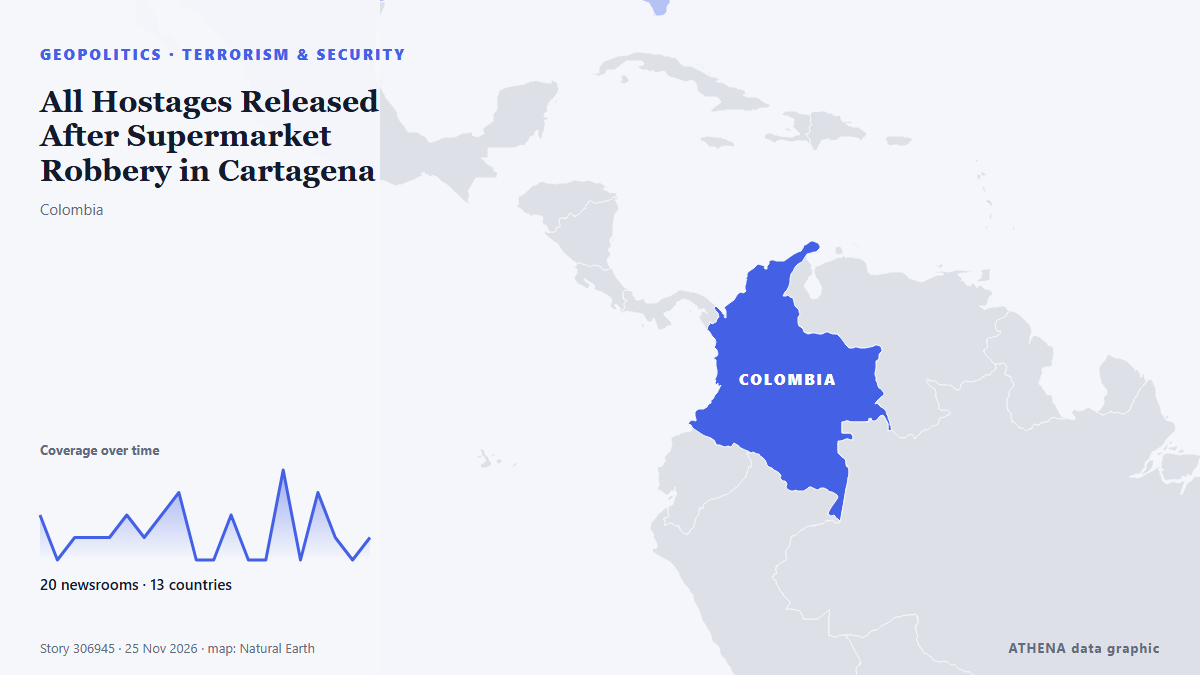 GEOPOLITICS · TERRORISM & SECURITY
All Hostages Released
After Supermarket
Robbery in Cartagena
Colombia
COLOMBIA
Coverage over time
20 newsrooms · 13 countries
Story 306945 · 25 Nov 2026 · map: Natural Earth
ATHENA data graphic